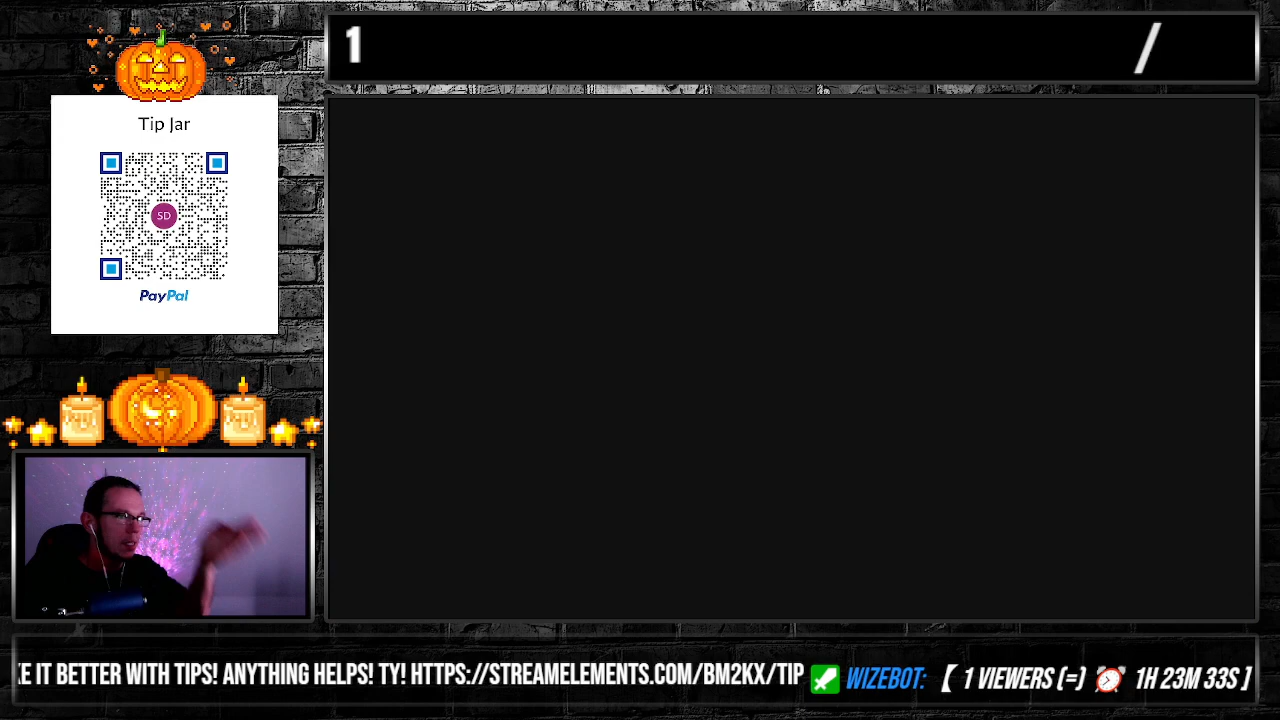 1 /
Tip Jar
SD
PayPal
E IT BETTER WITH TIPS! ANYTHING HELPS! TY! HTTPS://STREAMELEMENTS.COM/BM2KX/TIP
WIZEBOT: [ 1 VIEWERS (=) ⏰ 1H 23M 33S ]